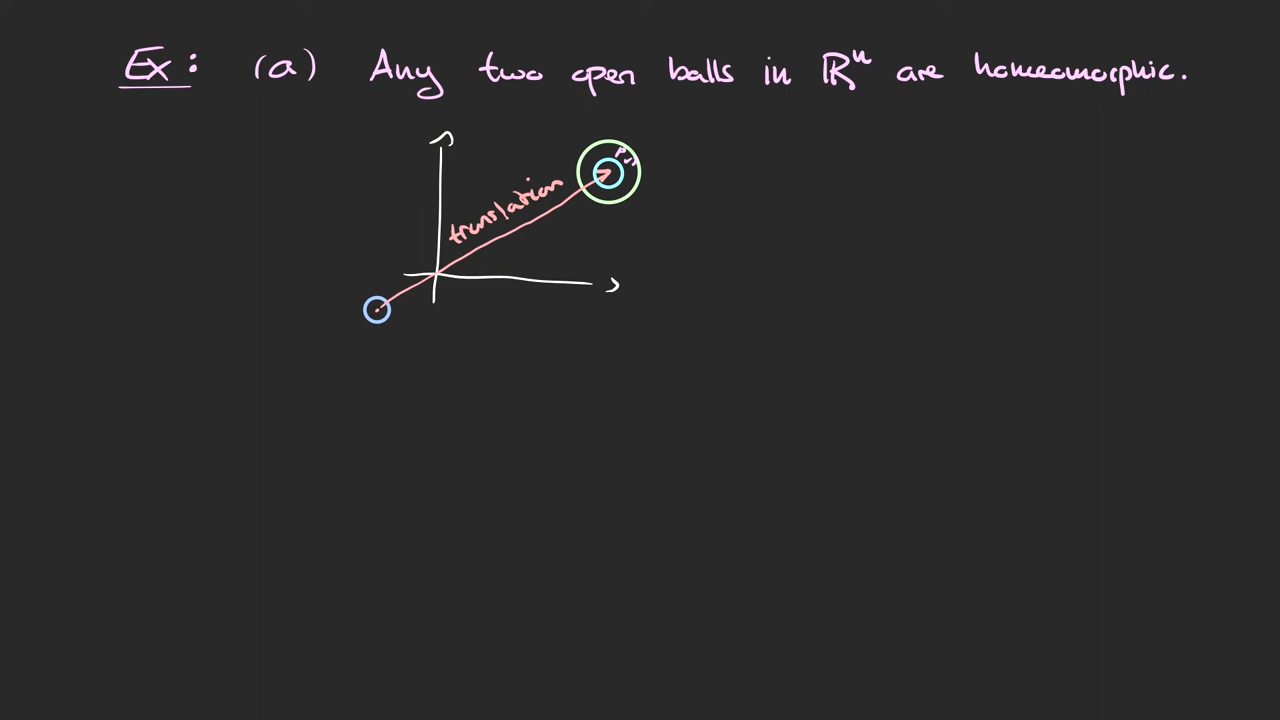 Ex: (a) Any two open balls in ℝⁿ are homeomorphic.
translation